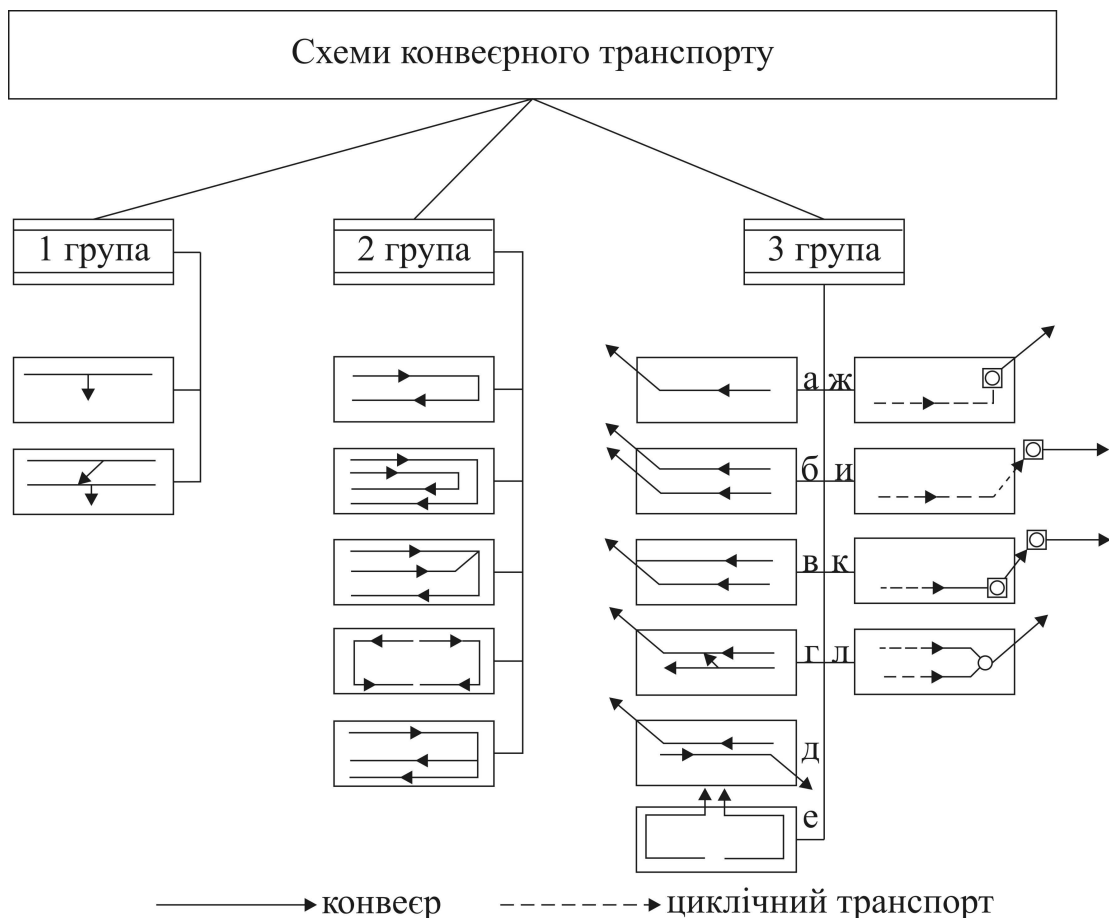 Схеми конвеєрного транспорту
1 група
2 група
3 група
а ж
б и
в к
г л
д
е
конвеєр
циклічний транспорт